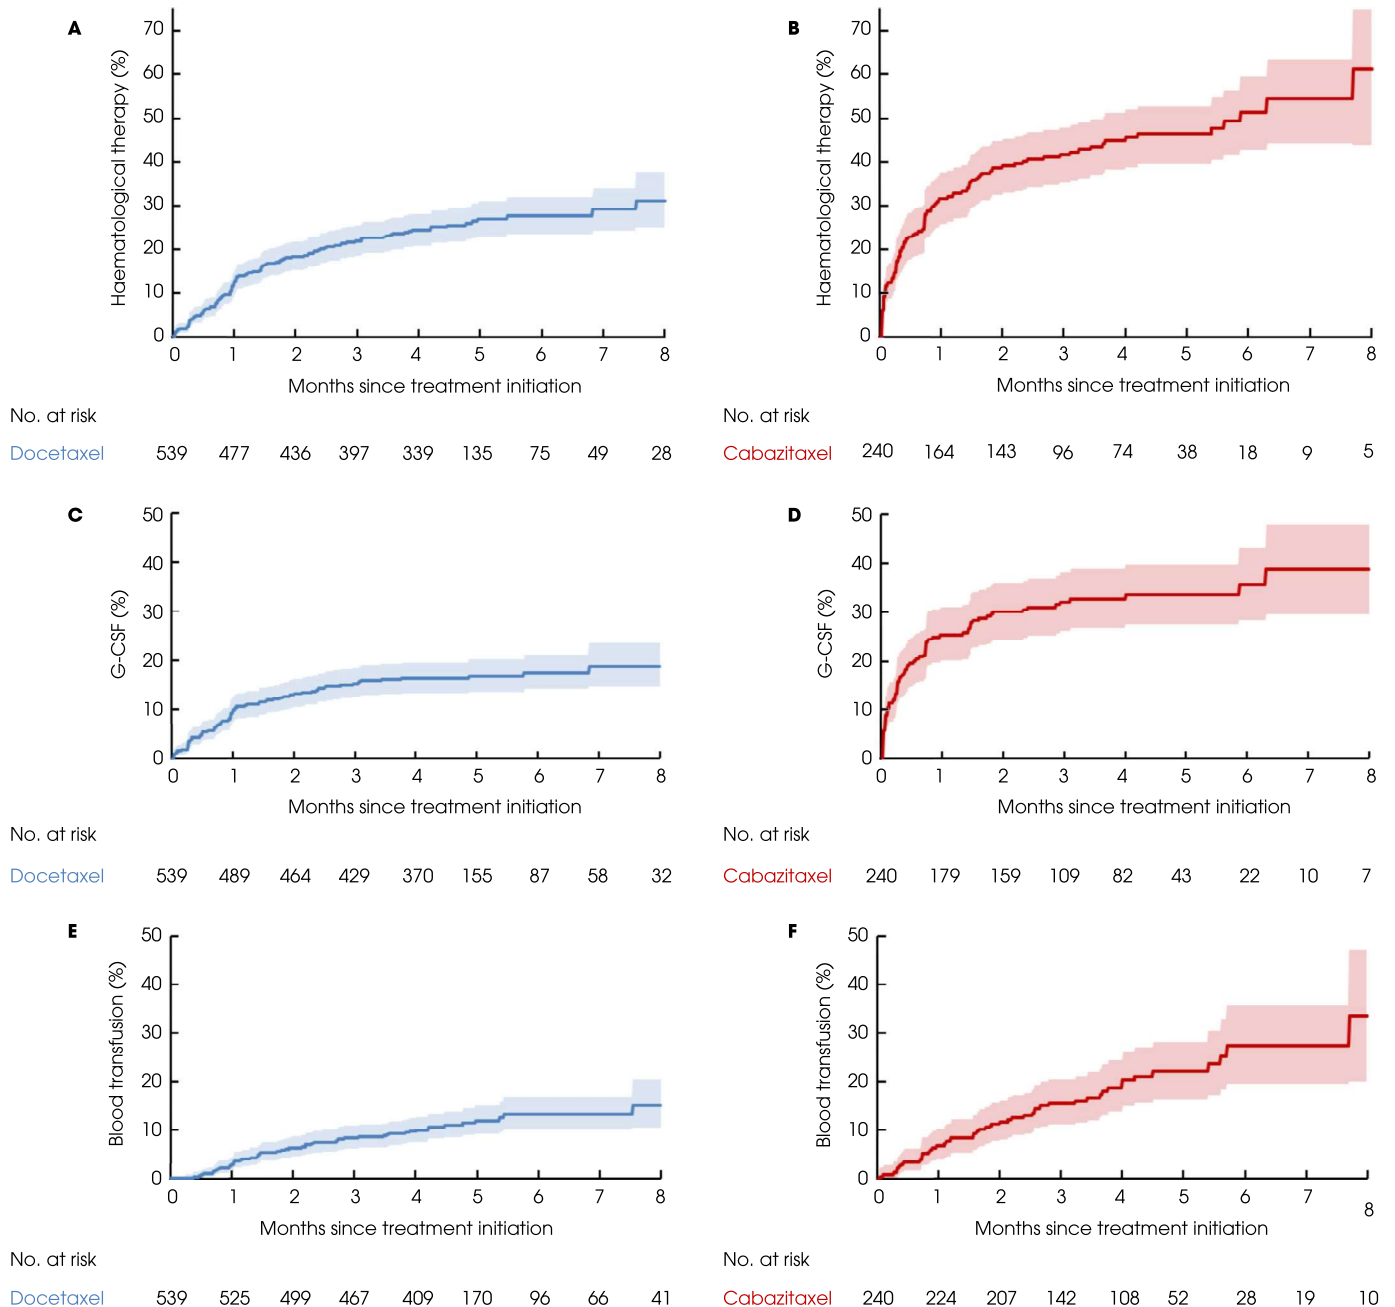 A
Haematological therapy (%)
70
60
50
40
30
20
10
0
0 1 2 3 4 5 6 7 8
Months since treatment initiation
No. at risk
Docetaxel 539 477 436 397 339 135 75 49 28
B
Haematological therapy (%)
70
60
50
40
30
20
10
0
0 1 2 3 4 5 6 7 8
Months since treatment initiation
No. at risk
Cabazitaxel 240 164 143 96 74 38 18 9 5
C
G-CSF (%)
50
40
30
20
10
0
0 1 2 3 4 5 6 7 8
Months since treatment initiation
No. at risk
Docetaxel 539 489 464 429 370 155 87 58 32
D
G-CSF (%)
50
40
30
20
10
0
0 1 2 3 4 5 6 7 8
Months since treatment initiation
No. at risk
Cabazitaxel 240 179 159 109 82 43 22 10 7
E
Blood transfusion (%)
50
40
30
20
10
0
0 1 2 3 4 5 6 7 8
Months since treatment initiation
No. at risk
Docetaxel 539 525 499 467 409 170 96 66 41
F
Blood transfusion (%)
50
40
30
20
10
0
0 1 2 3 4 5 6 7 8
Months since treatment initiation
No. at risk
Cabazitaxel 240 224 207 142 108 52 28 19 10